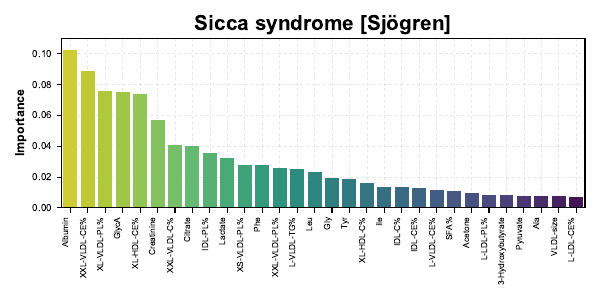 Sicca syndrome [Sjögren]
Importance
0.10
0.08
0.06
0.04
0.02
0.00
Albumin
XXL-VLDL-CE%
XL-VLDL-PL%
GlycA
XL-HDL-CE%
Creatinine
XXL-VLDL-C%
Citrate
IDL-PL%
Lactate
XS-VLDL-PL%
Phe
XXL-VLDL-PL%
L-VLDL-TG%
Leu
Gly
Tyr
XL-HDL-C%
Ile
IDL-C%
IDL-CE%
L-VLDL-CE%
SFA%
Acetone
L-LDL-PL%
3-Hydroxybutyrate
Pyruvate
Ala
VLDL-size
L-LDL-CE%